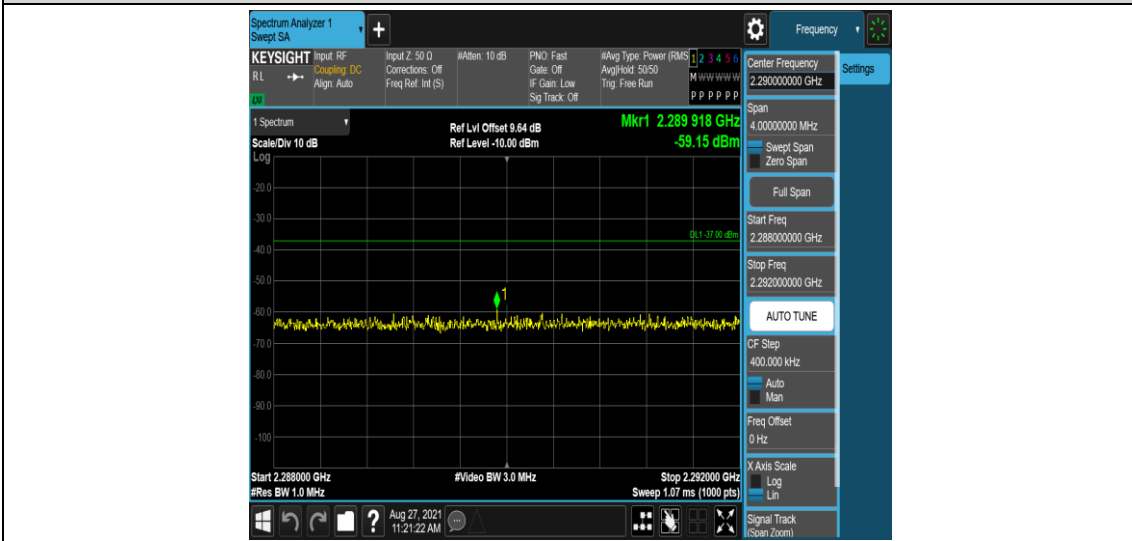 Spectrum Analyzer 1
Swept SA
+
Frequency
KEYSIGHT
Input: RF
Input Z: 50 Ω
#Atten: 10 dB
PNO: Fast
#Avg Type: Power (RMS
1 2 3 4 5 6
R L
Coupling: DC
Corrections: Off
Gate: Off
Avg|Hold: 50/50
M W W W W W
Align: Auto
Freq Ref: Int (S)
IF Gain: Low
Trig: Free Run
Sig Track: Off
P P P P P P
LXI
Center Frequency
2.290000000 GHz
Settings
Span
4.00000000 MHz
Swept Span
Zero Span
Full Span
Start Freq
2.288000000 GHz
Stop Freq
2.292000000 GHz
AUTO TUNE
CF Step
400.000 kHz
Auto
Man
Freq Offset
0 Hz
X Axis Scale
Log
Lin
Signal Track
(Span Zoom)
1 Spectrum
Ref Lvl Offset 9.64 dB
Mkr1 2.289 918 GHz
Scale/Div 10 dB
Ref Level -10.00 dBm
-59.15 dBm
Log
-20.0
-30.0
DL1 -37.00 dBm
-40.0
-50.0
1
-60.0
-70.0
-80.0
-90.0
-100
Start 2.288000 GHz
#Video BW 3.0 MHz
Stop 2.292000 GHz
#Res BW 1.0 MHz
Sweep 1.07 ms (1000 pts)
?
Aug 27, 2021
11:21:22 AM